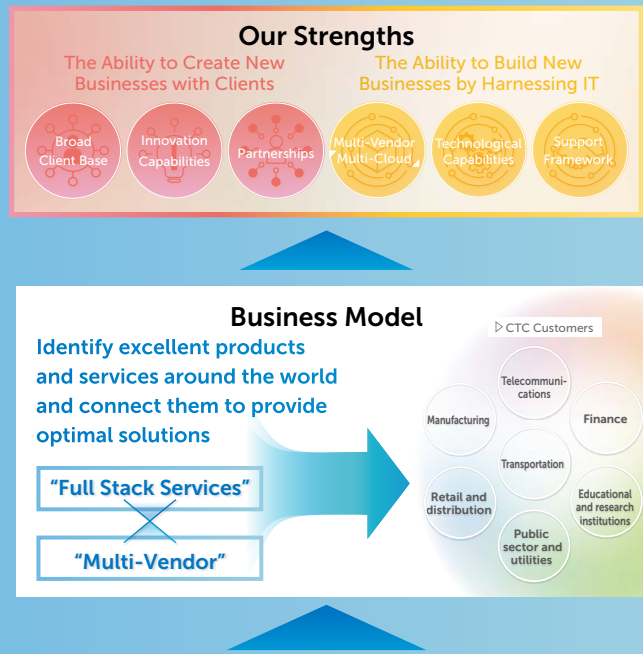 Our Strengths
The Ability to Create New
Businesses with Clients
The Ability to Build New
Businesses by Harnessing IT
Broad
Client Base
Innovation
Capabilities
Partnerships
Multi-Vendor
Multi-Cloud
Technological
Capabilities
Support
Framework
Business Model
CTC Customers
Identify excellent products
and services around the world
and connect them to provide
optimal solutions
“Full Stack Services”
“Multi-Vendor”
Telecommuni-
cations
Manufacturing
Finance
Transportation
Retail and
distribution
Educational
and research
institutions
Public
sector and
utilities